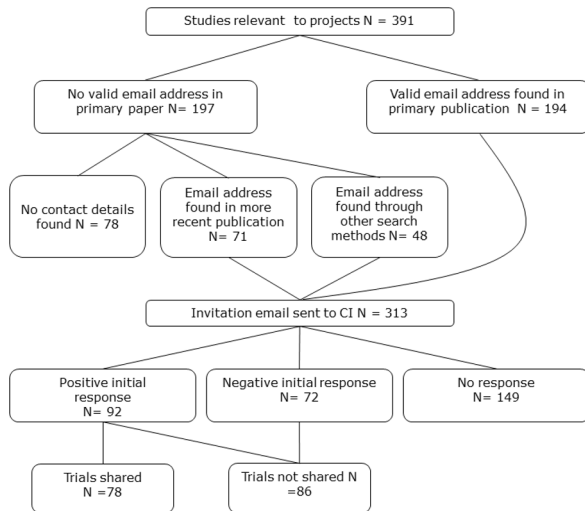 Studies relevant to projects N = 391
No valid email address in
primary paper N= 197
Valid email address found in
primary publication N = 194
No contact details
found N = 78
Email address
found in more
recent publication
N= 71
Email address
found through
other search
methods N= 48
Invitation email sent to CI N = 313
Positive initial
response
N= 92
Negative initial response
N= 72
No response
N= 149
Trials shared
N =78
Trials not shared N
=86